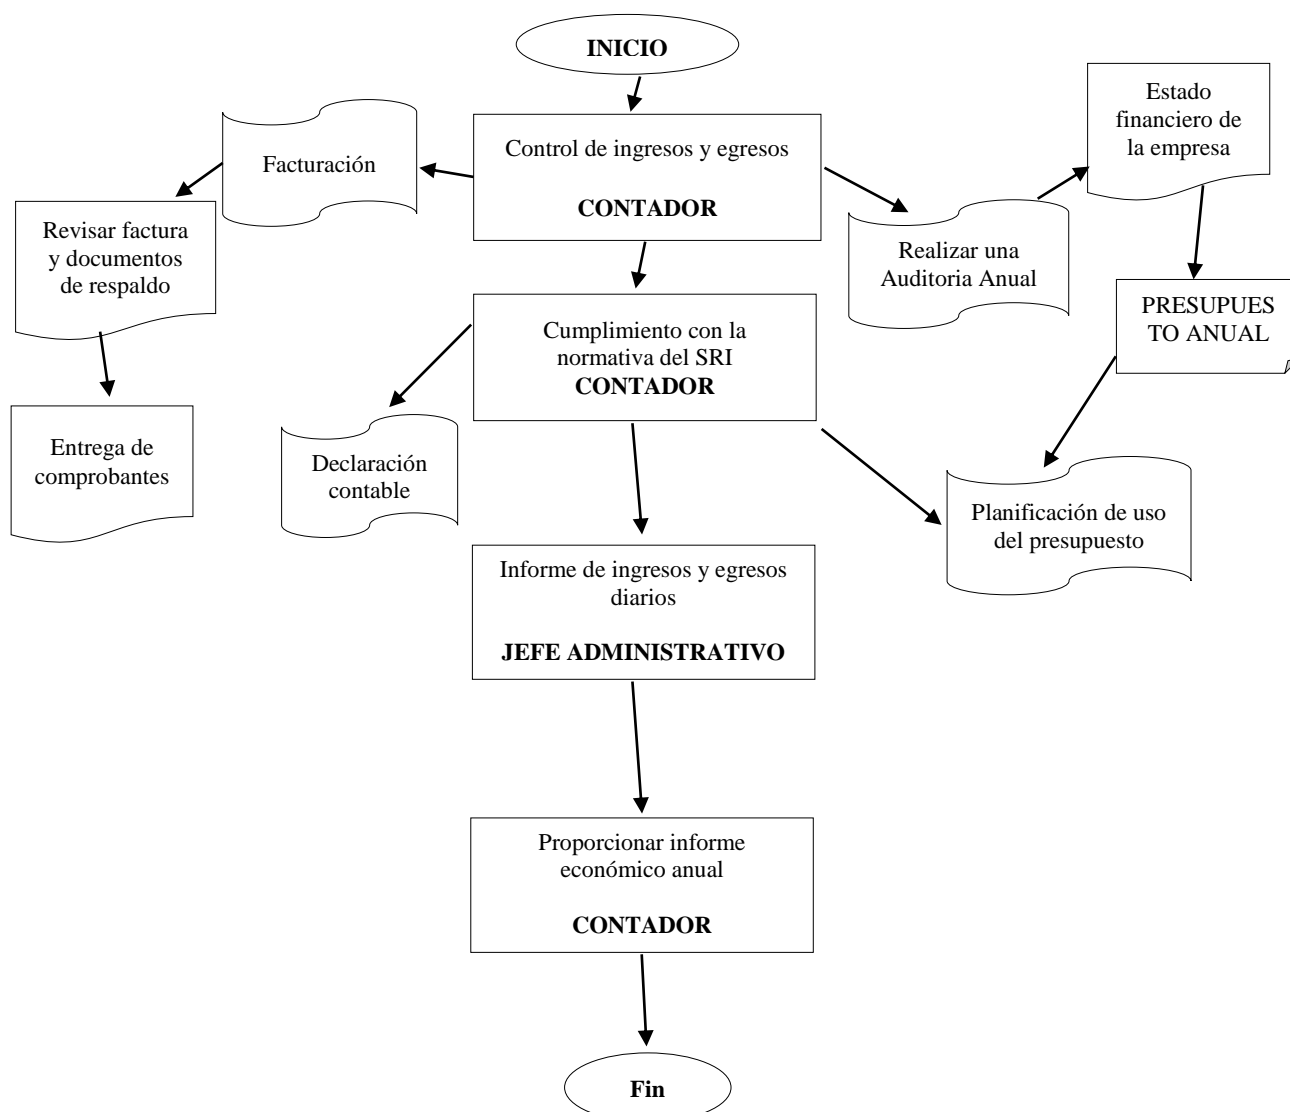 INICIO
Estado
financiero de
la empresa
Facturación
Control de ingresos y egresos
CONTADOR
Revisar factura
y documentos
de respaldo
Realizar una
Auditoria Anual
PRESUPUES
TO ANUAL
Cumplimiento con la
normativa del SRI
CONTADOR
Entrega de
comprobantes
Declaración
contable
Planificación de uso
del presupuesto
Informe de ingresos y egresos
diarios
JEFE ADMINISTRATIVO
Proporcionar informe
económico anual
CONTADOR
Fin